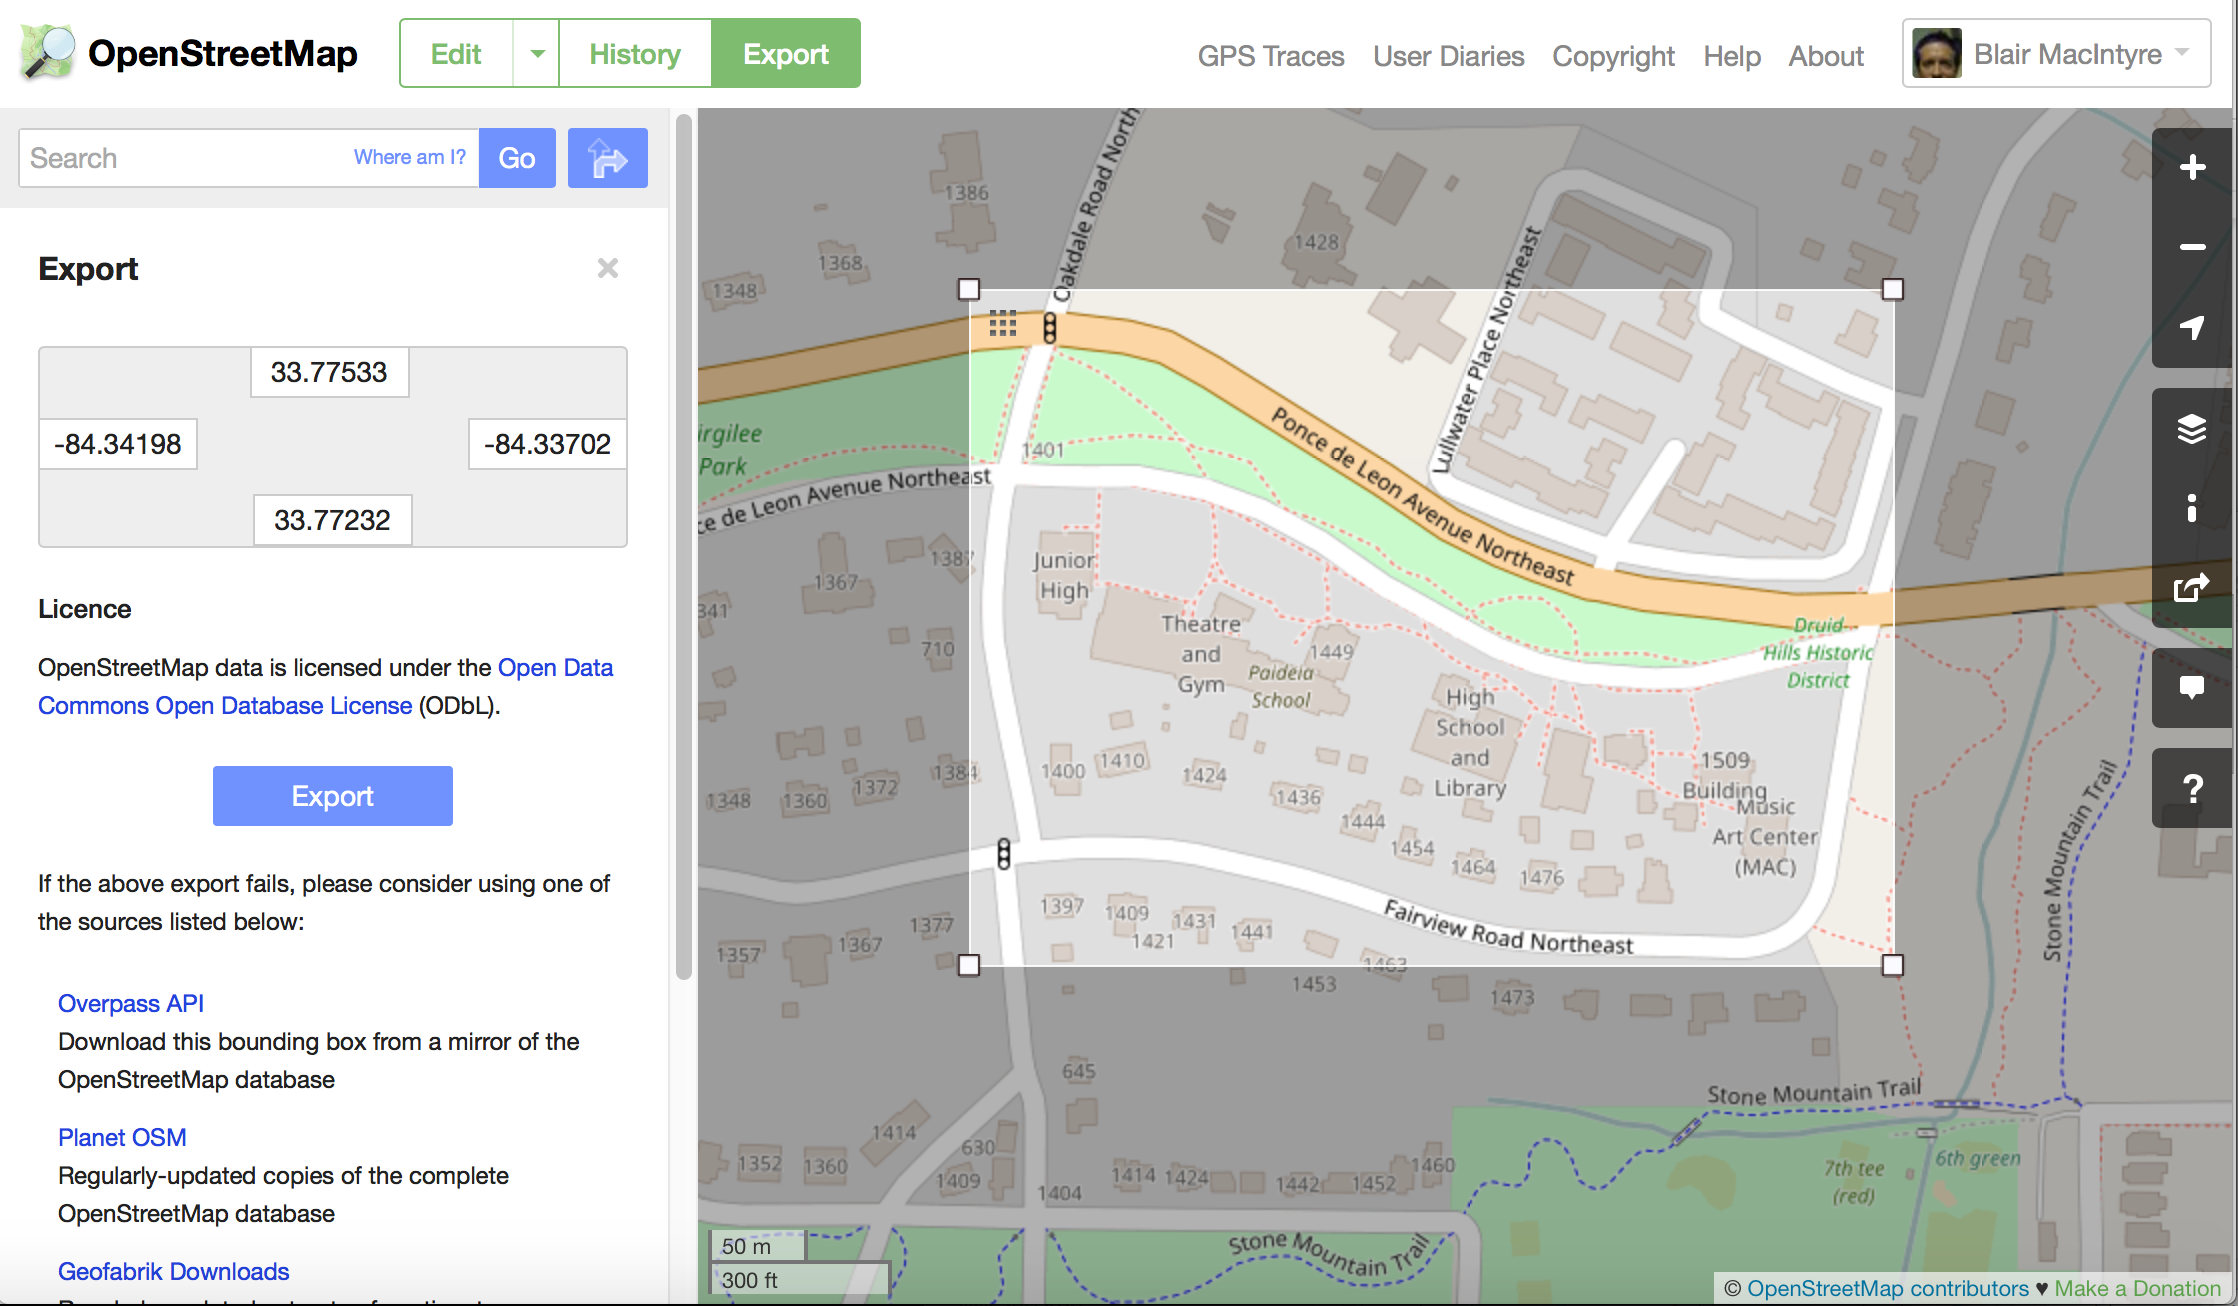 OpenStreetMap
Edit
History
Export
GPS Traces
User Diaries
Copyright
Help
About
Blair MacIntyre
Search
Where am I?
Go
Export
33.77533
-84.34198
-84.33702
33.77232
Licence
OpenStreetMap data is licensed under the Open Data
Commons Open Database License (ODbL).
Export
If the above export fails, please consider using one of
the sources listed below:
Overpass API
Download this bounding box from a mirror of the
OpenStreetMap database
Planet OSM
Regularly-updated copies of the complete
OpenStreetMap database
Geofabrik Downloads
Oakdale Road North
1386
1368
1348
1428
Lullwater Place Northeast
Ponce de Leon Avenue Northeast
irgilee
Park
1401
ce de Leon Avenue Northeast
1387
1367
341
710
Junior
High
Theatre
and
Gym
Paideia
School
1449
High
School
and
Library
Druid
Hills Historic
District
1509
Building
Music
Art Center
(MAC)
1384
1372
1360
1348
1400
1410
1424
1436
1444
1454
1464
1476
Fairview Road Northeast
1397
1409
1421
1431
1441
1463
1453
1473
1377
1367
1357
645
630
1414
1352
1360
1409
1404
1414
1424
1442
1452
1460
Stone Mountain Trail
Stone Mountain Trail
Stone Mountain Trail
7th tee
(red)
6th green
50 m
300 ft
© OpenStreetMap contributors ♥ Make a Donation